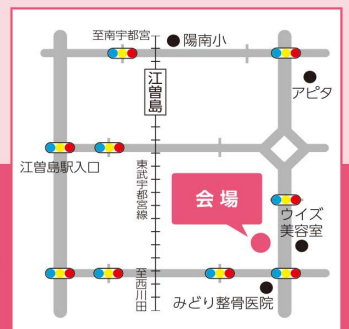 至南宇都宮
陽南小
江曽島
アピタ
江曽島駅入口
東武宇都宮線
会場
ウイズ
美容室
至西川田
みどり整骨医院